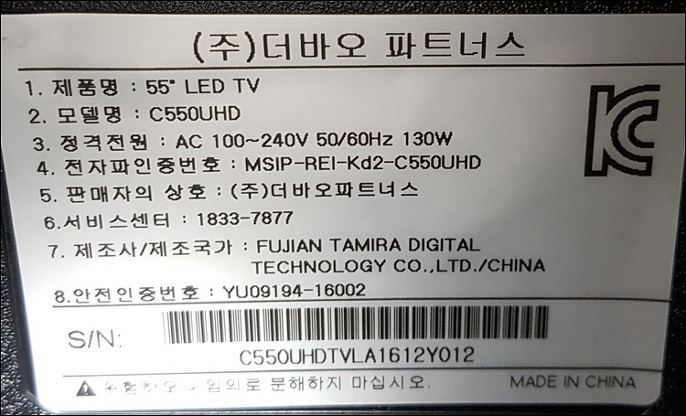 (주)더바오 파트너스
1. 제품명 : 55" LED TV
2. 모델명 : C550UHD
3. 정격전원 : AC 100~240V 50/60Hz 130W
4. 전자파인증번호 : MSIP-REI-Kd2-C550UHD
5. 판매자의 상호 : (주)더바오파트너스
6.서비스센터 : 1833-7877
7. 제조사/제조국가 : FUJIAN TAMIRA DIGITAL
TECHNOLOGY CO.,LTD./CHINA
8.안전인증번호 : YU09194-16002
S/N:
C550UHDTVLA1612Y012
임의로 분해하지 마십시오. MADE IN CHINA